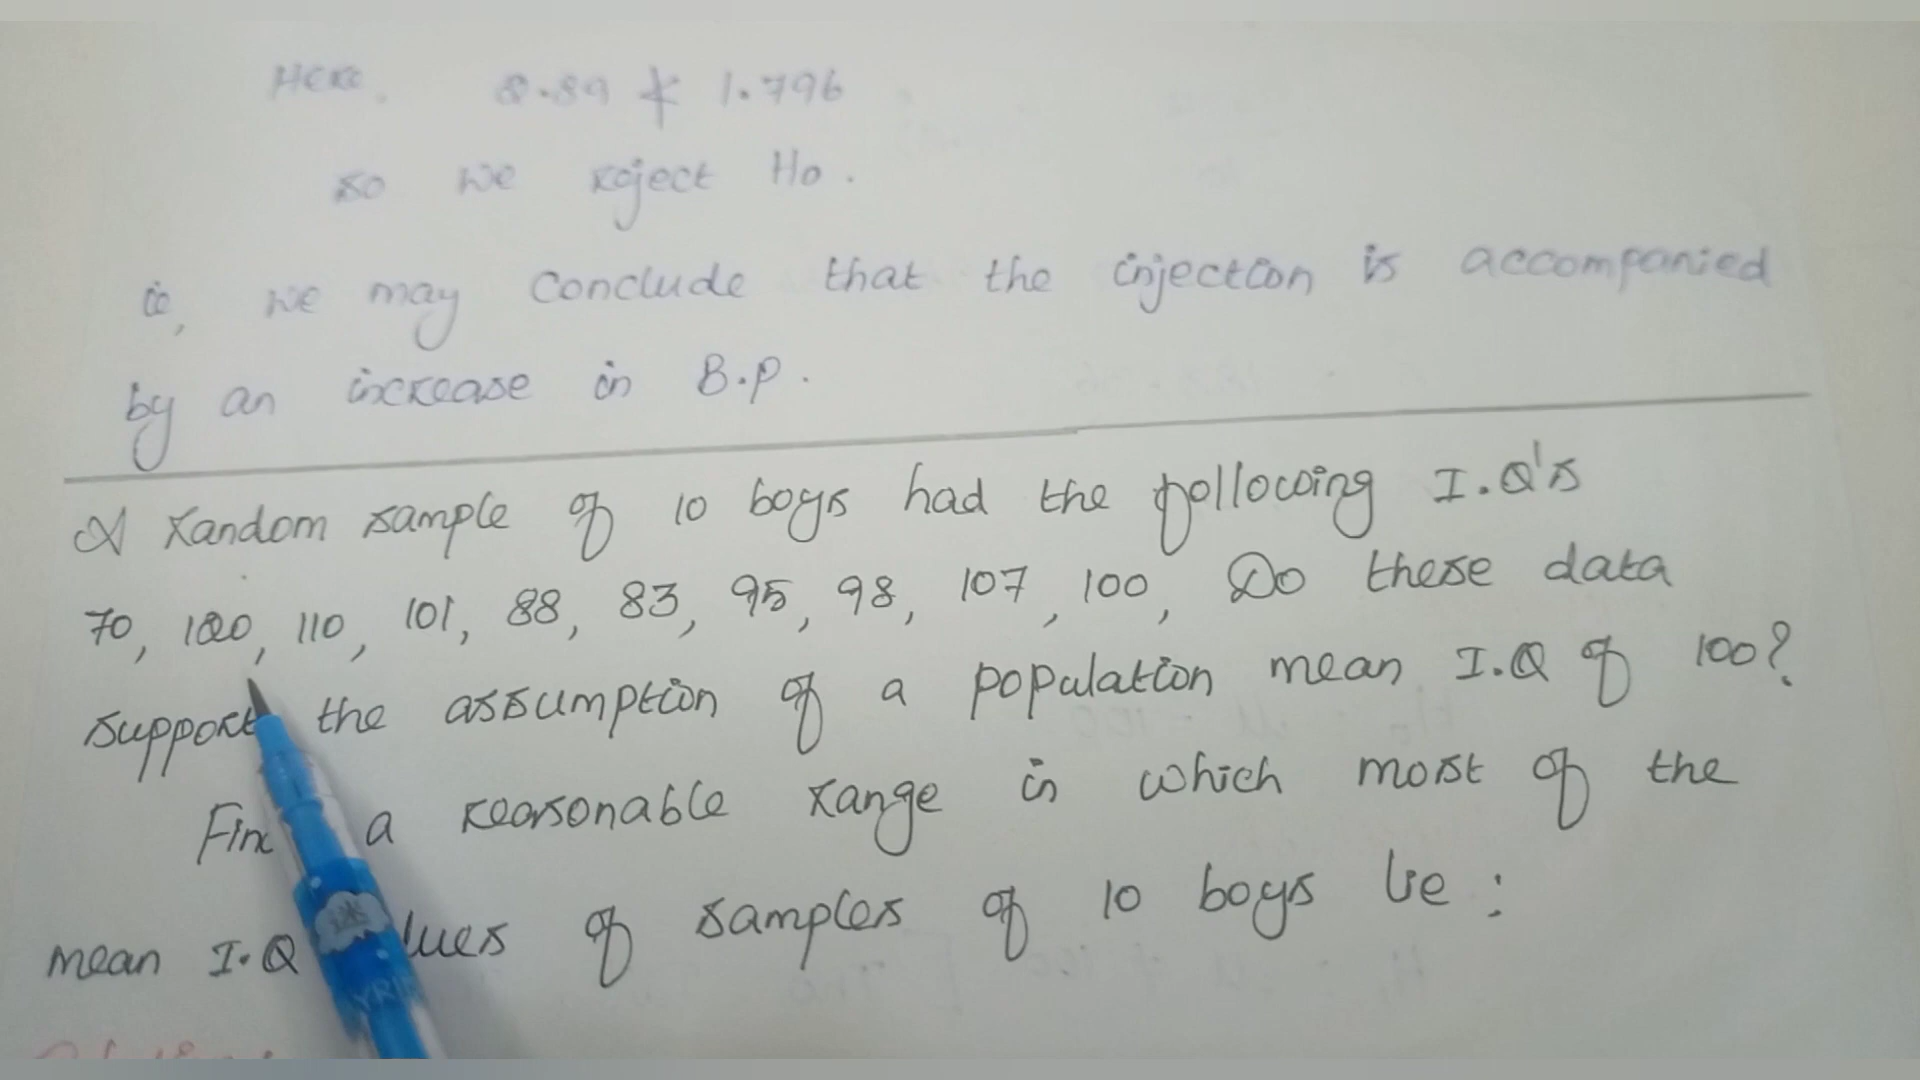 Here, 2.89 ≮ 1.796
so we reject Ho.
ie, we may conclude that the injection is accompanied
by an increase in B.P.
A random sample of 10 boys had the following I.Q's
70, 120, 110, 101, 88, 83, 95, 98, 107, 100, Do these data
support the assumption of a population mean I.Q of 100?
Find a reasonable range in which most of the
mean I.Q lues of samples of 10 boys lie :